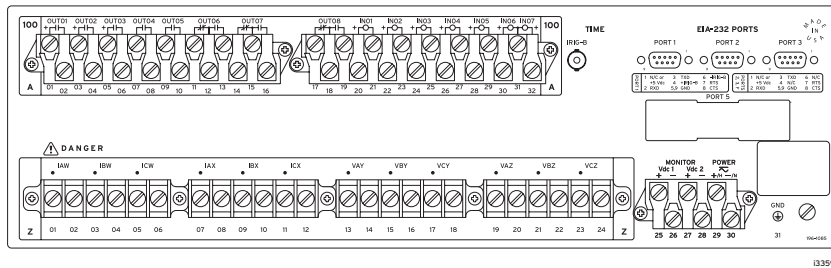 100 OUT01 OUT02 OUT03 OUT04 OUT05 OUT06 OUT07 OUT08 IN01 IN02 IN03 IN04 IN05 IN06 IN07 100
A 01 02 03 04 05 06 07 08 09 10 11 12 13 14 15 16 17 18 19 20 21 22 23 24 25 26 27 28 29 30 31 32 A
TIME
IRIG-B
EIA-232 PORTS
MADE IN USA
PORT 1 PORT 2 PORT 3
1 N/C or 3 TXD 6 -IRIG-B
+5 Vdc 4 +IRIG-B 7 RTS
2 RXD 5,9 GND 8 CTS
1 N/C or 3 TXD 6 N/C
+5 Vdc 4 N/C 7 RTS
2 RXD 5,9 GND 8 CTS
PORT 5
DANGER
IAW IBW ICW IAX IBX ICX VAY VBY VCY VAZ VBZ VCZ
Z 01 02 03 04 05 06 07 08 09 10 11 12 13 14 15 16 17 18 19 20 21 22 23 24 Z
MONITOR POWER
Vdc 1 Vdc 2
+ − + − +/H −/N
25 26 27 28 29 30
GND
31
196-1085